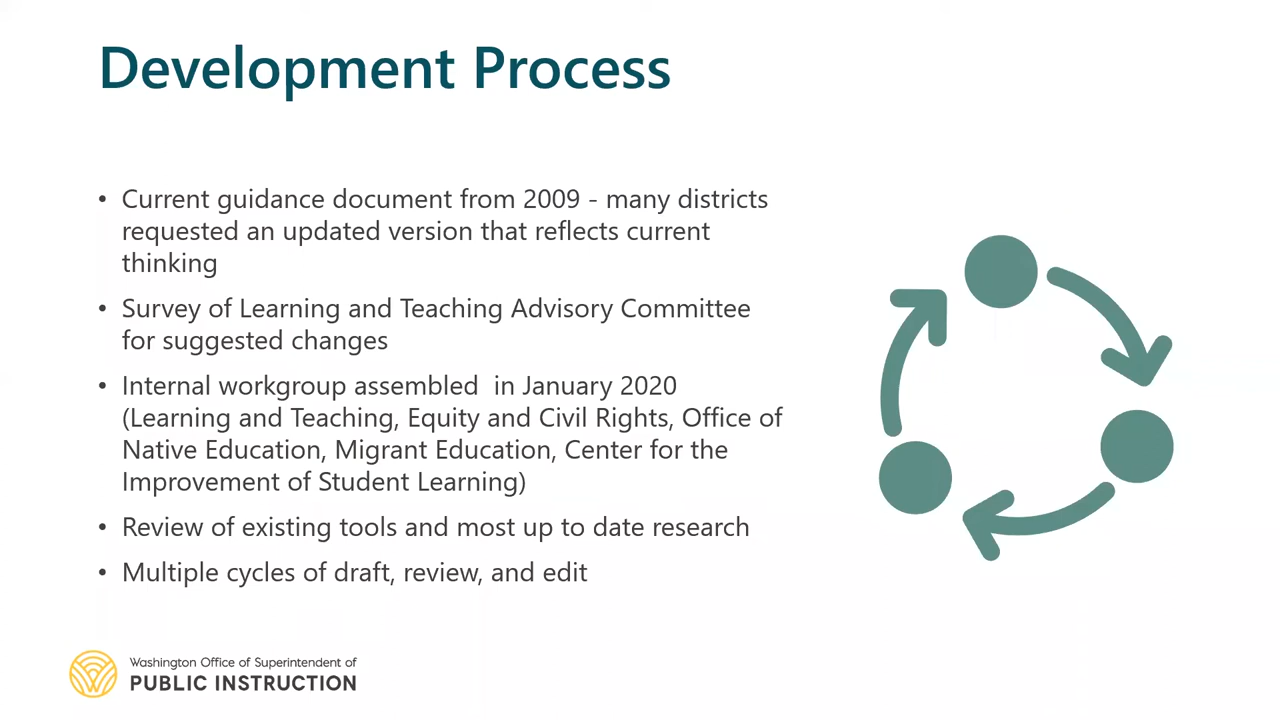 Development Process
• Current guidance document from 2009 - many districts
requested an updated version that reflects current
thinking
• Survey of Learning and Teaching Advisory Committee
for suggested changes
• Internal workgroup assembled  in January 2020
(Learning and Teaching, Equity and Civil Rights, Office of
Native Education, Migrant Education, Center for the
Improvement of Student Learning)
• Review of existing tools and most up to date research
• Multiple cycles of draft, review, and edit
Washington Office of Superintendent of
PUBLIC INSTRUCTION